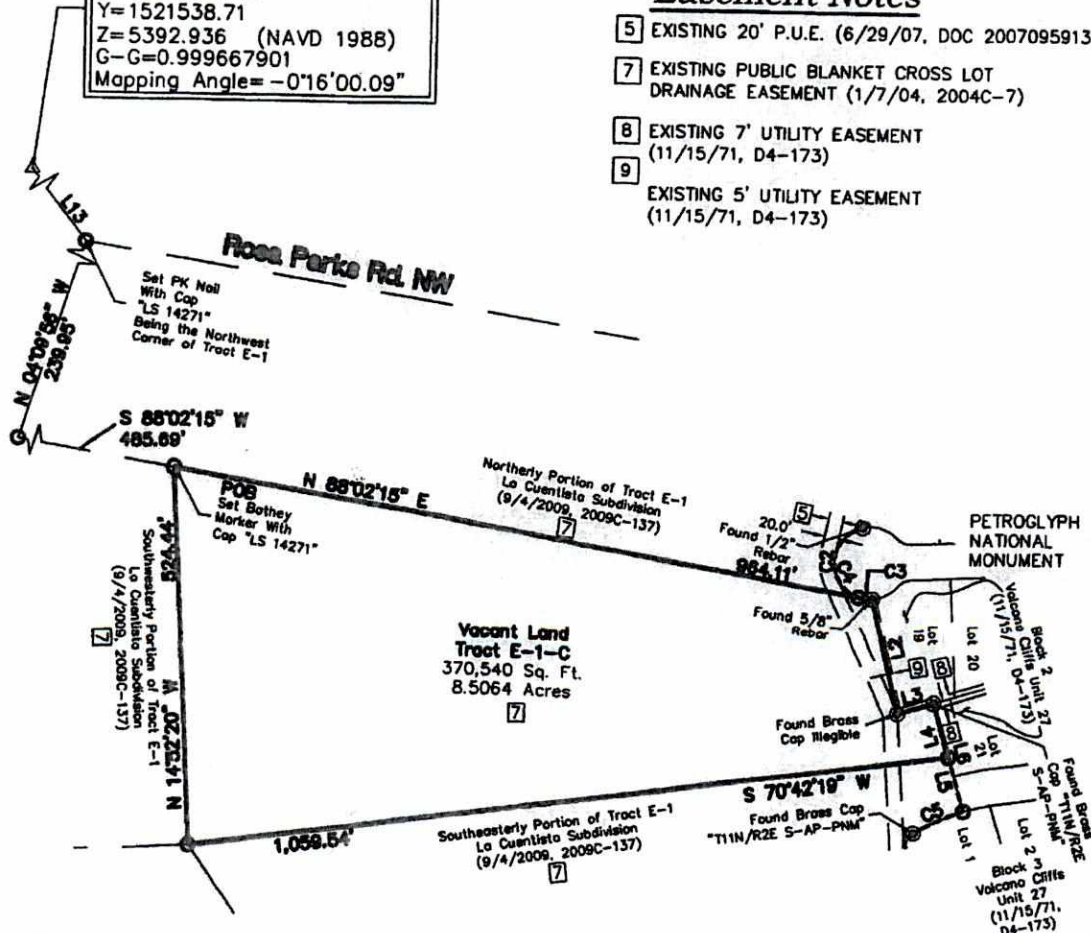 Y=1521538.71
Z=5392.936 (NAVD 1988)
G-G=0.999667901
Mapping Angle= -0°16'00.09"
Easement Notes
5 EXISTING 20' P.U.E. (6/29/07, DOC 2007095913
7 EXISTING PUBLIC BLANKET CROSS LOT
DRAINAGE EASEMENT (1/7/04, 2004C-7)
8 EXISTING 7' UTILITY EASEMENT
(11/15/71, D4-173)
9
EXISTING 5' UTILITY EASEMENT
(11/15/71, D4-173)
L13
Rosa Parks Rd. NW
Set PK Nail
With Cap
"LS 14271"
Being the Northwest
Corner of Tract E-1
N 04°09'56" W
239.95'
S 88°02'15" W
485.69'
POB
Set Bathey
Marker With
Cap "LS 14271"
N 88°02'15" E
964.11'
Northerly Portion of Tract E-1
La Cuentista Subdivision
(9/4/2009, 2009C-137)
7
5
20.0'
Found 1/2"
Rebar
C4
C3
PETROGLYPH
NATIONAL
MONUMENT
Found 5/8"
Rebar
L2
Lot
19
Lot 20
Block 2
Volcano Cliffs Unit 27
(11/15/71, D4-173)
9
8
L3
Found Brass
Cap Illegible
8
L4
L6
Lot
21
L5
Found Brass
Cap "T11N/R2E
S-AP-PNM"
Southwesterly Portion of Tract E-1
La Cuentista Subdivision
(9/4/2009, 2009C-137)
7
Vacant Land
Tract E-1-C
370,540 Sq. Ft.
8.5064 Acres
7
S 70°42'19" W
1,059.54'
Southeasterly Portion of Tract E-1
La Cuentista Subdivision
(9/4/2009, 2009C-137)
7
Found Brass Cap
"T11N/R2E S-AP-PNM"
C5
Lot 1
Lot 2
Block 3
Volcano Cliffs
Unit 27
(11/15/71,
D4-173)